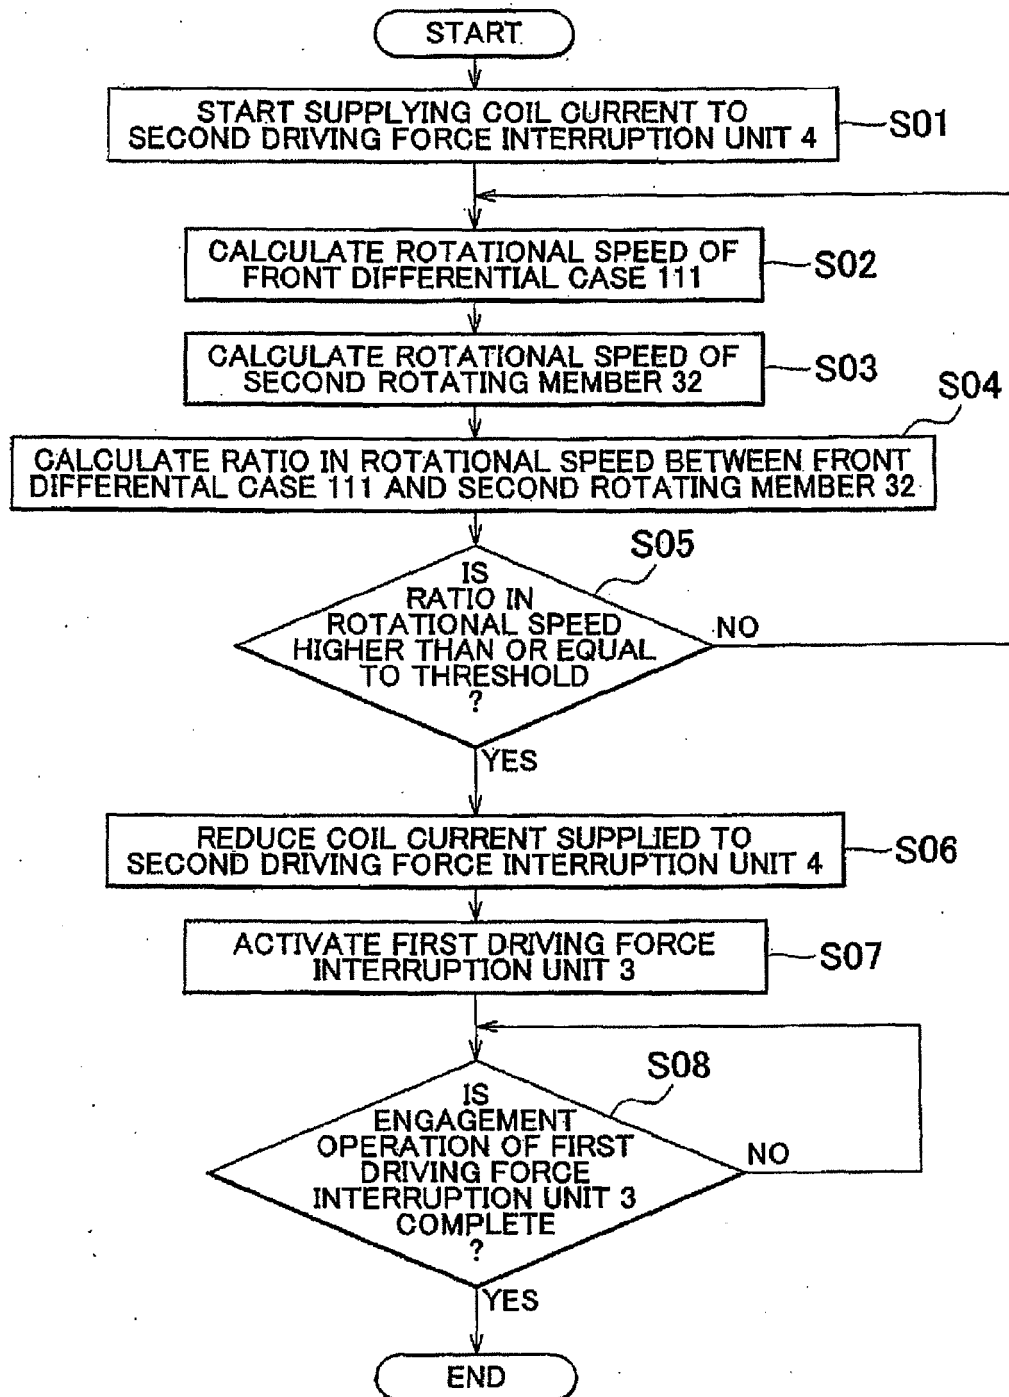 START
START SUPPLYING COIL CURRENT TO
SECOND DRIVING FORCE INTERRUPTION UNIT 4
S01
CALCULATE ROTATIONAL SPEED OF
FRONT DIFFERENTIAL CASE 111
S02
CALCULATE ROTATIONAL SPEED OF
SECOND ROTATING MEMBER 32
S03
S04
CALCULATE RATIO IN ROTATIONAL SPEED BETWEEN FRONT
DIFFERENTAL CASE 111 AND SECOND ROTATING MEMBER 32
S05
IS
RATIO IN
ROTATIONAL SPEED
HIGHER THAN OR EQUAL
TO THRESHOLD
?
NO
YES
REDUCE COIL CURRENT SUPPLIED TO
SECOND DRIVING FORCE INTERRUPTION UNIT 4
S06
ACTIVATE FIRST DRIVING FORCE
INTERRUPTION UNIT 3
S07
S08
IS
ENGAGEMENT
OPERATION OF FIRST
DRIVING FORCE
INTERRUPTION UNIT 3
COMPLETE
?
NO
YES
END